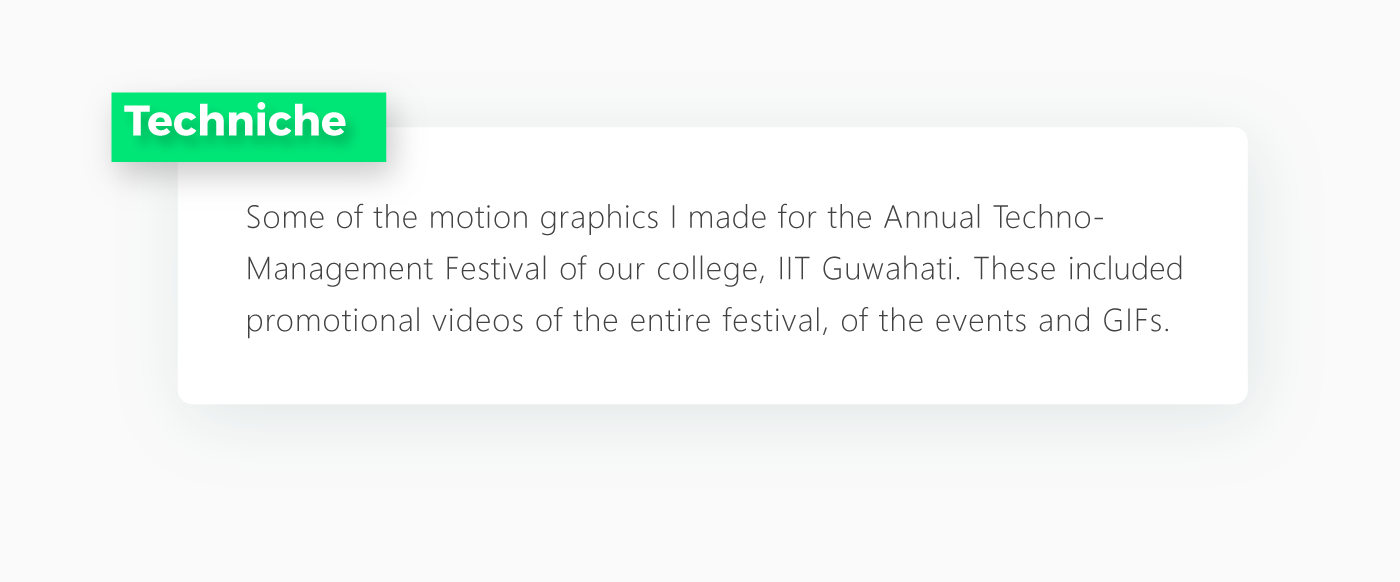 Techniche
Some of the motion graphics I made for the Annual Techno-
Management Festival of our college, IIT Guwahati. These included
promotional videos of the entire festival, of the events and GIFs.